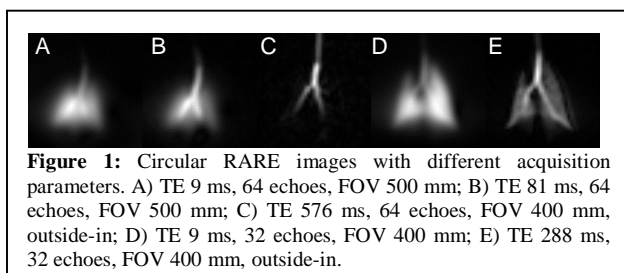 A B C D E
Figure 1: Circular RARE images with different acquisition
parameters. A) TE 9 ms, 64 echoes, FOV 500 mm; B) TE 81 ms, 64
echoes, FOV 500 mm; C) TE 576 ms, 64 echoes, FOV 400 mm,
outside-in; D) TE 9 ms, 32 echoes, FOV 400 mm; E) TE 288 ms,
32 echoes, FOV 400 mm, outside-in.